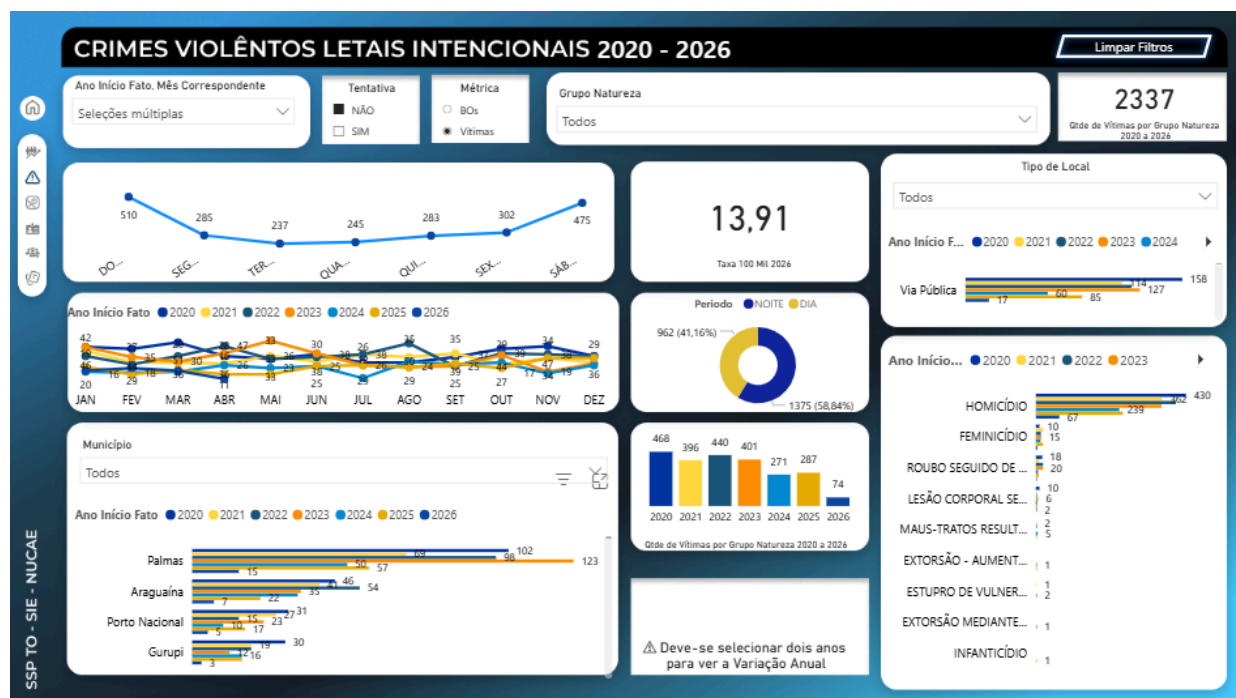 CRIMES VIOLÊNTOS LETAIS INTENCIONAIS 2020 - 2026
Limpar Filtros
Ano Início Fato, Mês Correspondente
Seleções múltiplas
Tentativa
NÃO
SIM
Métrica
BOs
Vítimas
Grupo Natureza
Todos
2337
Qtde de Vítimas por Grupo Natureza
2020 a 2026
510 285 237 245 283 302 475
DO... SEG... TER... QUA... QUI... SEX... SÁB...
13,91
Taxa 100 Mil 2026
Tipo de Local
Todos
Ano Início F... 2020 2021 2022 2023 2024
Via Pública
158
114
127
60
85
17
Ano Início Fato 2020 2021 2022 2023 2024 2025 2026
JAN FEV MAR ABR MAI JUN JUL AGO SET OUT NOV DEZ
Periodo NOITE DIA
962 (41,16%)
1375 (58,84%)
Município
Todos
Ano Início Fato 2020 2021 2022 2023 2024 2025 2026
Palmas
102
69
98
123
50
57
15
Araguaína
46
41
54
35
22
7
Porto Nacional
31
27
15
23
10
17
5
Gurupi
30
19
12
16
3
468 396 440 401 271 287 74
2020 2021 2022 2023 2024 2025 2026
Qtde de Vítimas por Grupo Natureza 2020 a 2026
⚠ Deve-se selecionar dois anos
para ver a Variação Anual
Ano Início... 2020 2021 2022 2023
HOMICÍDIO
430
362
239
67
FEMINICÍDIO
10
15
ROUBO SEGUIDO DE ...
18
20
LESÃO CORPORAL SE...
10
6
2
MAUS-TRATOS RESULT...
2
5
EXTORSÃO - AUMENT...
1
ESTUPRO DE VULNER...
1
2
EXTORSÃO MEDIANTE...
1
INFANTICÍDIO
1
SSP TO - SIE - NUCAE